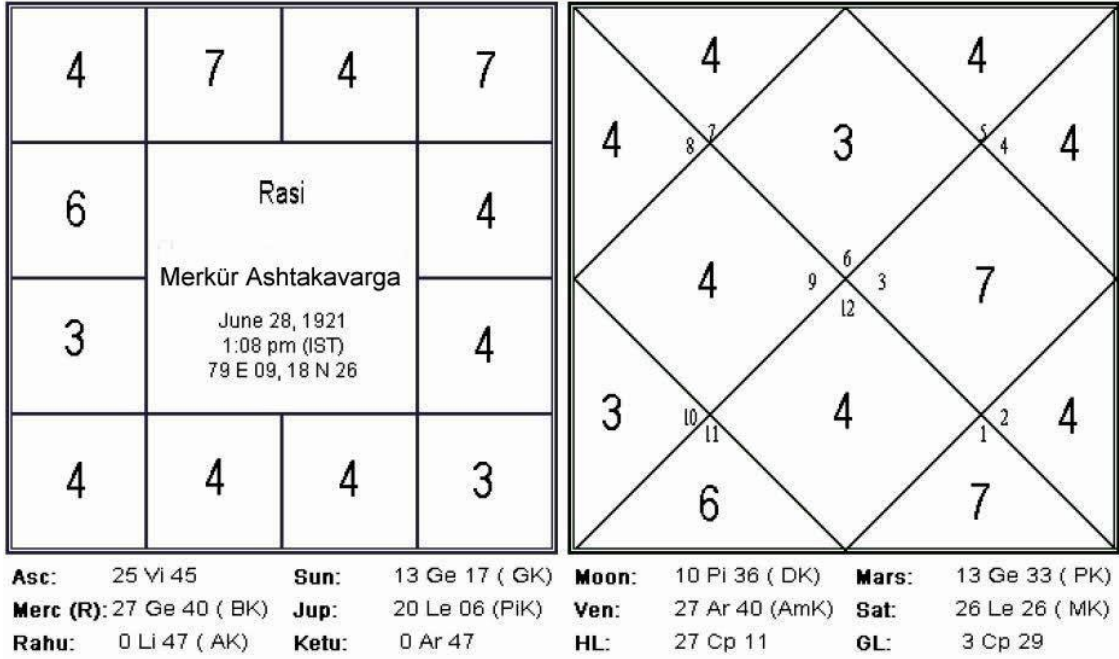 4 7 4 7
6 4
3 4
4 4 4 3
Rasi
Merkür Ashtakavarga
June 28, 1921
1:08 pm (IST)
79 E 09, 18 N 26
4 4
4 8 7 3 5 4 4
6
4 9 3 7
12
3 10 11 4 1 2 4
6 7
Asc: 25 Vi 45 Sun: 13 Ge 17 ( GK) Moon: 10 Pi 36 ( DK) Mars: 13 Ge 33 ( PK)
Merc (R): 27 Ge 40 ( BK) Jup: 20 Le 06 (PiK) Ven: 27 Ar 40 (AmK) Sat: 26 Le 26 ( MK)
Rahu: 0 Li 47 ( AK) Ketu: 0 Ar 47 HL: 27 Cp 11 GL: 3 Cp 29